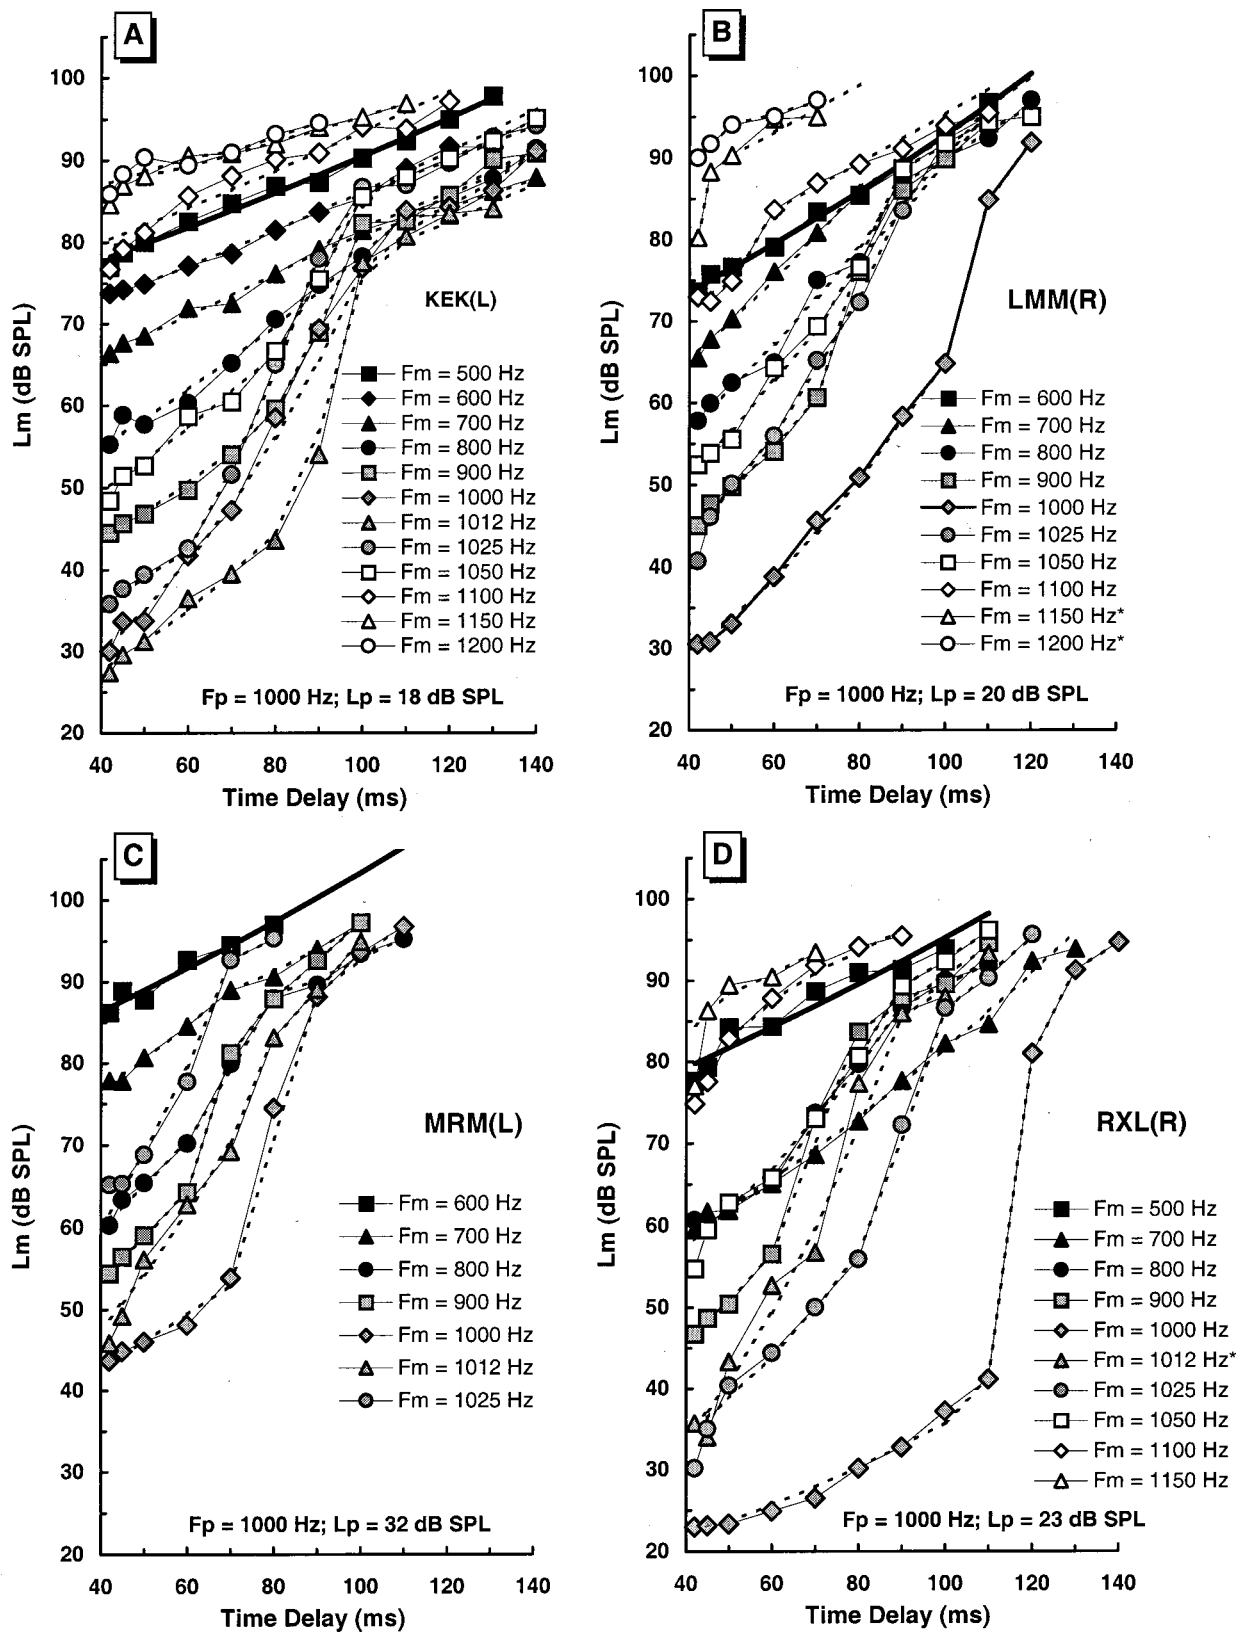 A
100
90
80
70
60
50
40
30
20
Lm (dB SPL)
KEK(L)
Fm = 500 Hz
Fm = 600 Hz
Fm = 700 Hz
Fm = 800 Hz
Fm = 900 Hz
Fm = 1000 Hz
Fm = 1012 Hz
Fm = 1025 Hz
Fm = 1050 Hz
Fm = 1100 Hz
Fm = 1150 Hz
Fm = 1200 Hz
Fp = 1000 Hz; Lp = 18 dB SPL
40 60 80 100 120 140
Time Delay (ms)
B
100
90
80
70
60
50
40
30
20
Lm (dB SPL)
LMM(R)
Fm = 600 Hz
Fm = 700 Hz
Fm = 800 Hz
Fm = 900 Hz
Fm = 1000 Hz
Fm = 1025 Hz
Fm = 1050 Hz
Fm = 1100 Hz
Fm = 1150 Hz*
Fm = 1200 Hz*
Fp = 1000 Hz; Lp = 20 dB SPL
40 60 80 100 120 140
Time Delay (ms)
C
100
90
80
70
60
50
40
30
20
Lm (dB SPL)
MRM(L)
Fm = 600 Hz
Fm = 700 Hz
Fm = 800 Hz
Fm = 900 Hz
Fm = 1000 Hz
Fm = 1012 Hz
Fm = 1025 Hz
Fp = 1000 Hz; Lp = 32 dB SPL
40 60 80 100 120 140
Time Delay (ms)
D
100
90
80
70
60
50
40
30
20
Lm (dB SPL)
RXL(R)
Fm = 500 Hz
Fm = 700 Hz
Fm = 800 Hz
Fm = 900 Hz
Fm = 1000 Hz
Fm = 1012 Hz*
Fm = 1025 Hz
Fm = 1050 Hz
Fm = 1100 Hz
Fm = 1150 Hz
Fp = 1000 Hz; Lp = 23 dB SPL
40 60 80 100 120 140
Time Delay (ms)